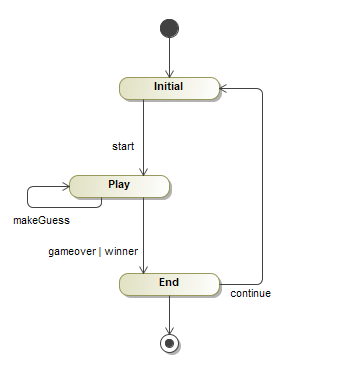 Initial
start
Play
makeGuess
gameover | winner
End
continue